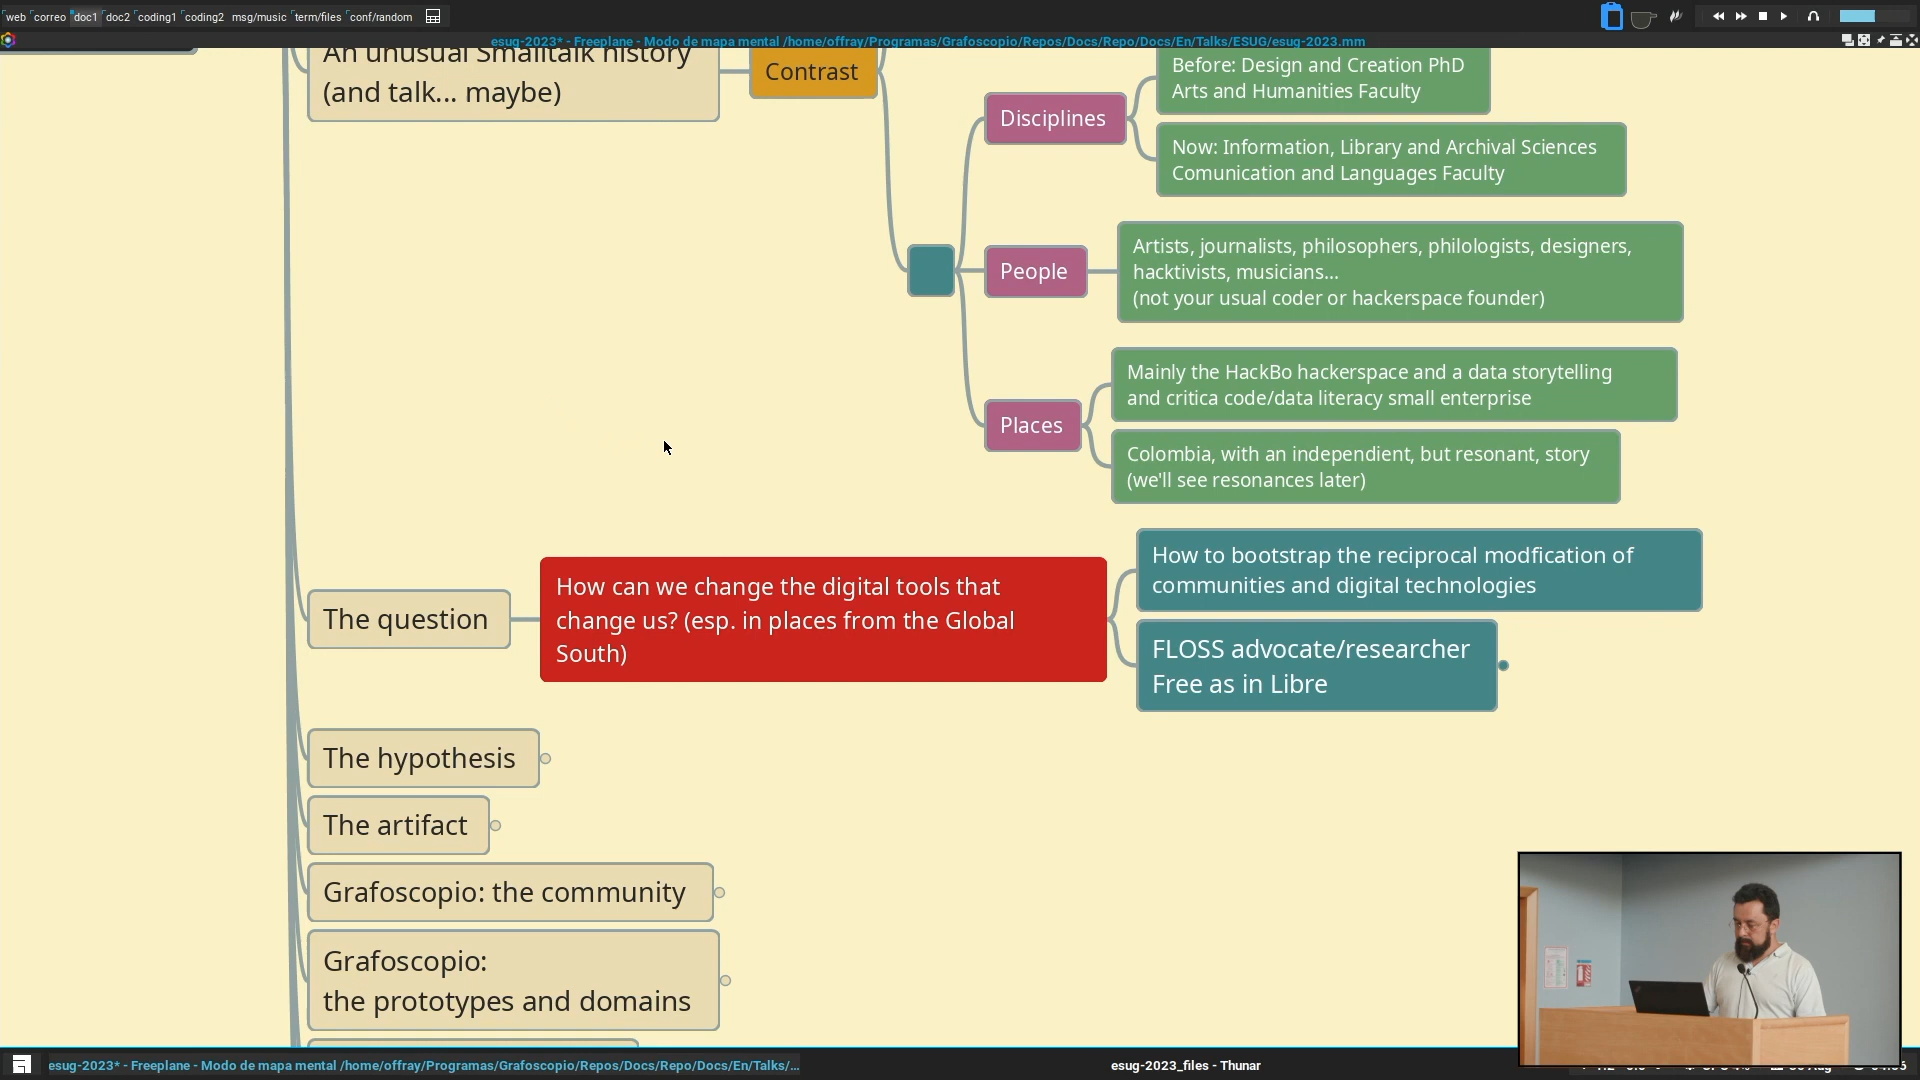 web correo doc1 doc2 coding1 coding2 msg/music term/files conf/random
esug-2023* - Freeplane - Modo de mapa mental /home/offray/Programas/Grafoscopio/Repos/Docs/Repo/Docs/En/Talks/ESUG/esug-2023.mm
An unusual Smalltalk history
(and talk... maybe)
Contrast
Disciplines
Before: Design and Creation PhD
Arts and Humanities Faculty
Now: Information, Library and Archival Sciences
Comunication and Languages Faculty
People
Artists, journalists, philosophers, philologists, designers,
hacktivists, musicians...
(not your usual coder or hackerspace founder)
Places
Mainly the HackBo hackerspace and a data storytelling
and critica code/data literacy small enterprise
Colombia, with an independent, but resonant, story
(we'll see resonances later)
The question
How can we change the digital tools that
change us? (esp. in places from the Global
South)
How to bootstrap the reciprocal modfication of
communities and digital technologies
FLOSS advocate/researcher
Free as in Libre
The hypothesis
The artifact
Grafoscopio: the community
Grafoscopio:
the prototypes and domains
esug-2023* - Freeplane - Modo de mapa mental /home/offray/Programas/Grafoscopio/Repos/Docs/Repo/Docs/En/Talks/...
esug-2023_files - Thunar